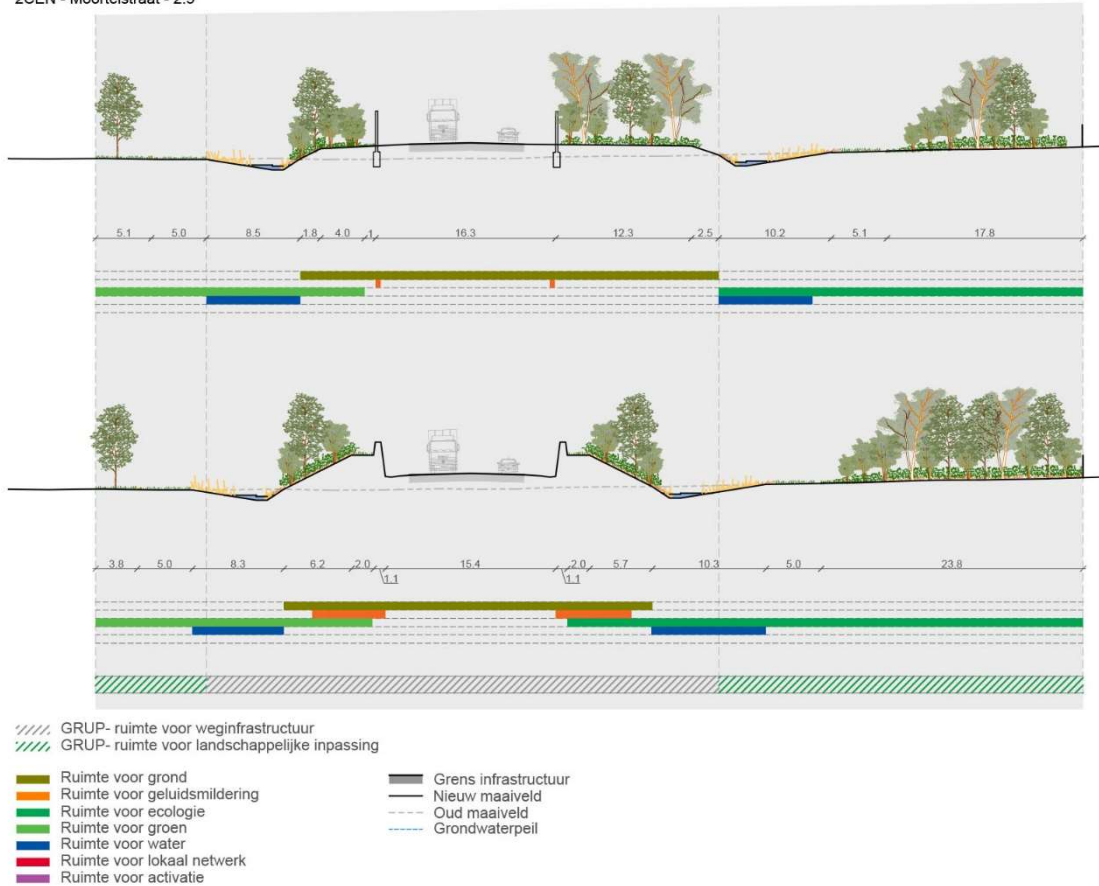 2CEN - Moortelstraat - 2.5
5.1 5.0 8.5 1.8 4.0 1 16.3 12.3 2.5 10.2 5.1 17.8
3.8 5.0 8.3 6.2 2.0 15.4 2.0 5.7 10.3 5.0 23.8
1.1 1.1
GRUP- ruimte voor weginfrastructuur
GRUP- ruimte voor landschappelijke inpassing
Ruimte voor grond
Ruimte voor geluidsmildering
Ruimte voor ecologie
Ruimte voor groen
Ruimte voor water
Ruimte voor lokaal netwerk
Ruimte voor activatie
Grens infrastructuur
Nieuw maaiveld
Oud maaiveld
Grondwaterpeil